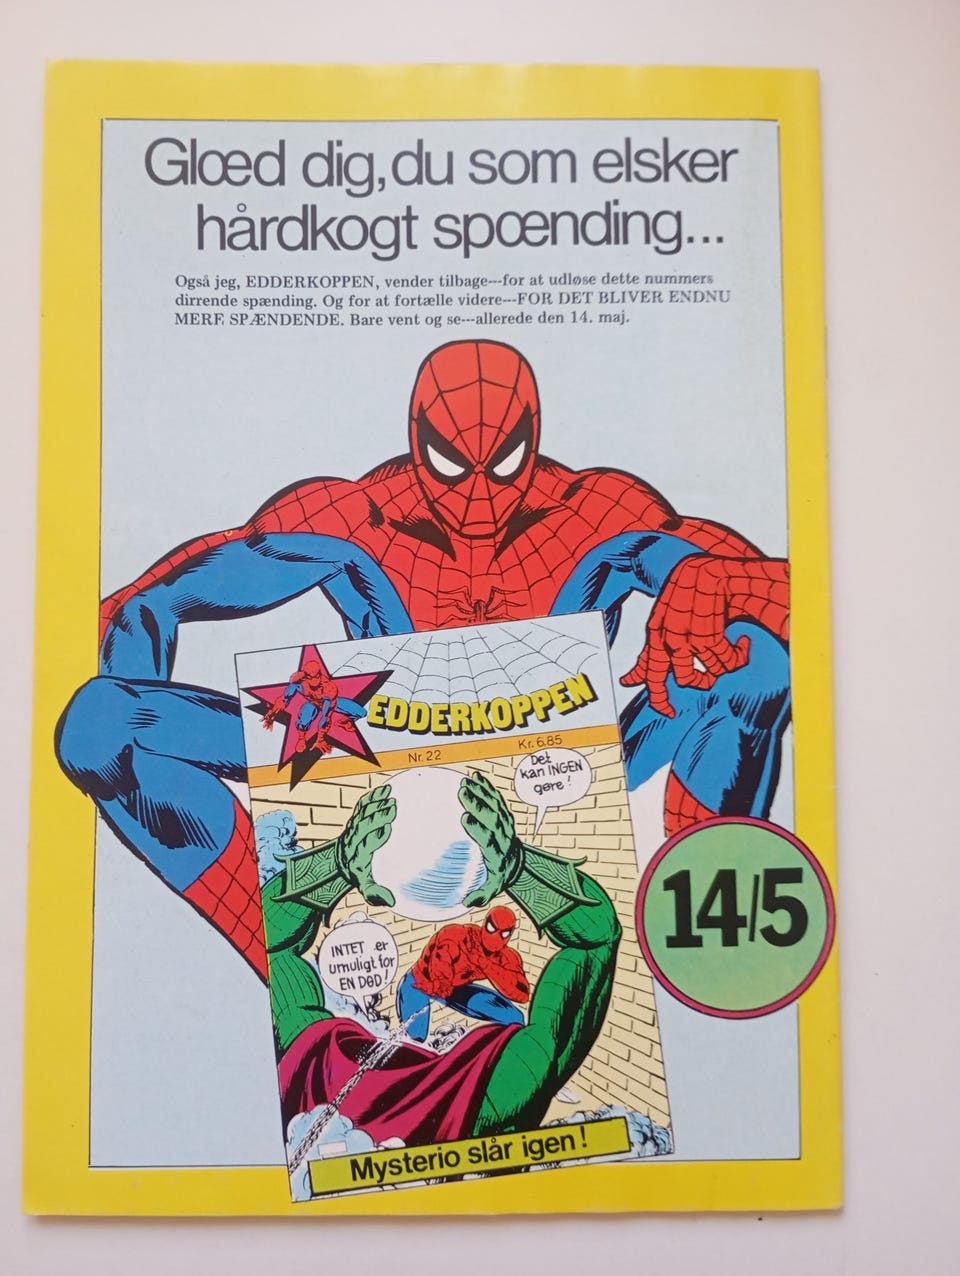 Glæd dig, du som elsker
hårdkogt spænding...
Også jeg, EDDERKOPPEN, vender tilbage---for at udløse dette nummers
dirrende spænding. Og for at fortælle videre---FOR DET BLIVER ENDNU
MERE SPÆNDENDE. Bare vent og se---allerede den 14. maj.
EDDERKOPPEN
Nr. 22
Kr. 6.85
Det
kan INGEN
gøre!
14/5
INTET er
umuligt for
EN DØD!
Mysterio slår igen!